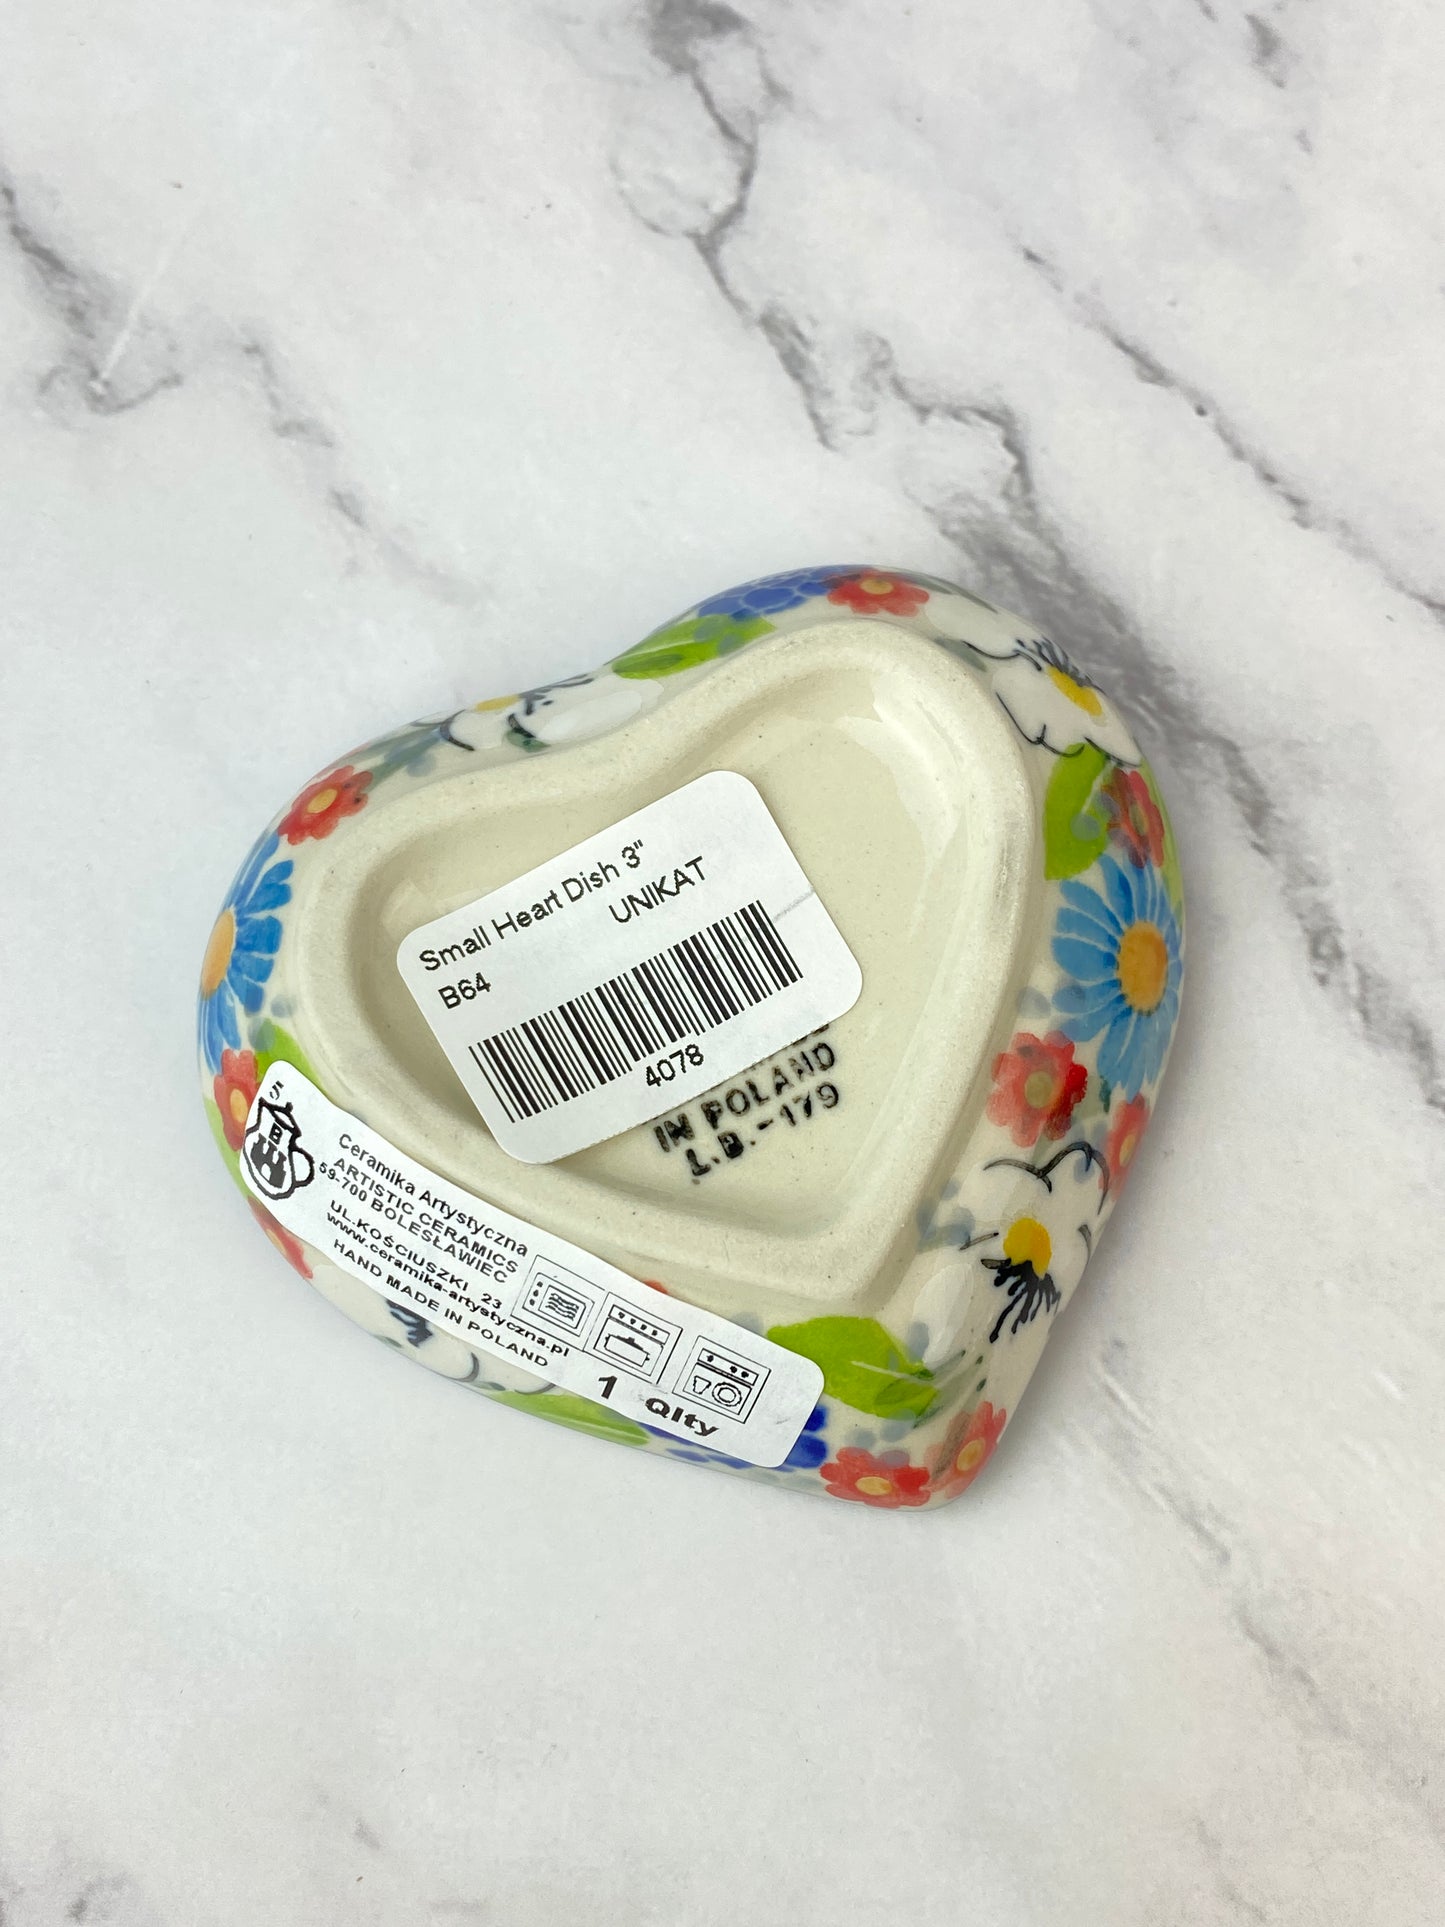 Small Heart Dish 3"
UNIKAT
B64
4078
IN POLAND
L.B.-179
S
B
Ceramika Artystyczna
ARTISTIC CERAMICS
59-700 BOLESŁAWIEC
UL.KOŚCIUSZKI 23
www.ceramika-artystyczna.pl
HAND MADE IN POLAND
1 Qlty